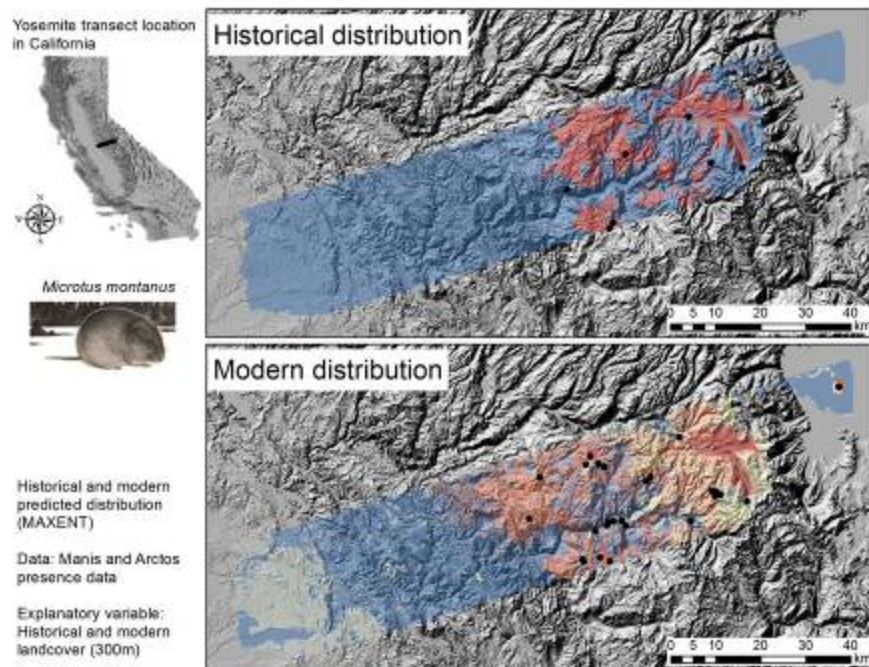 Yosemite transect location
in California
N
W
E
S
Microtus montanus
Historical and modern
predicted distribution
(MAXENT)
Data: Manis and Arctos
presence data
Explanatory variable:
Historical and modern
landcover (300m)
Historical distribution
0 5 10 20 30 40
km
Modern distribution
0 5 10 20 30 40
km